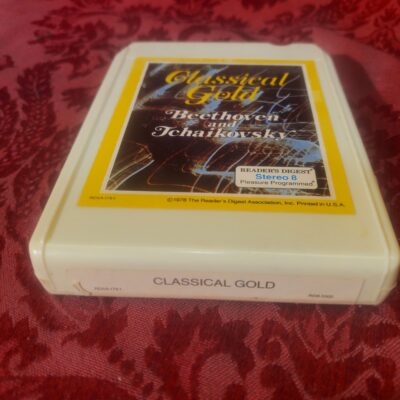 Classical
Gold
Beethoven
and
Tchaikovsky
READER'S DIGEST
Stereo 8
Pleasure Programmed
©1978 The Reader's Digest Association, Inc. Printed in U.S.A.
CLASSICAL GOLD